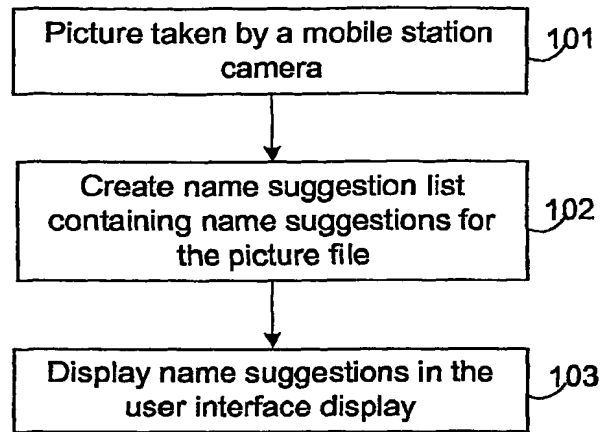 Picture taken by a mobile station
camera
101
Create name suggestion list
containing name suggestions for
the picture file
102
Display name suggestions in the
user interface display
103